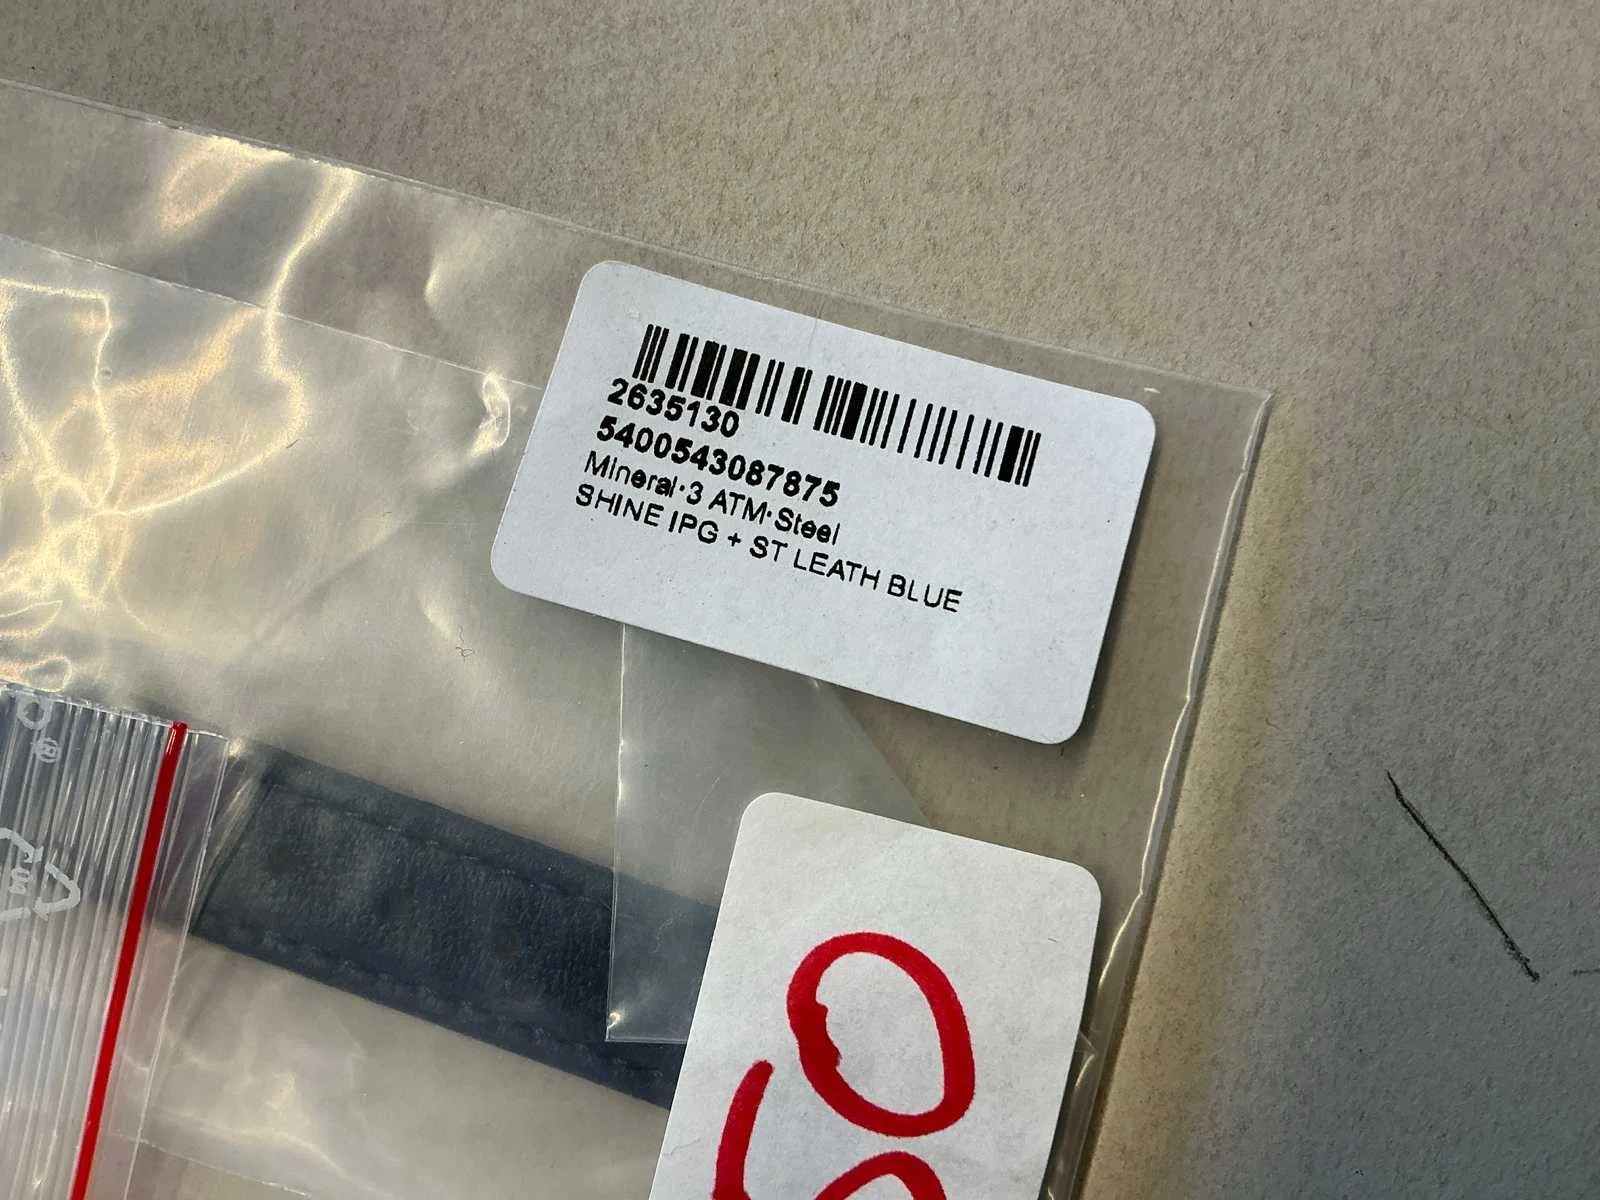 2635130
5400543087875
Mineral·3 ATM·Steel
SHINE IPG + ST LEATH BLUE